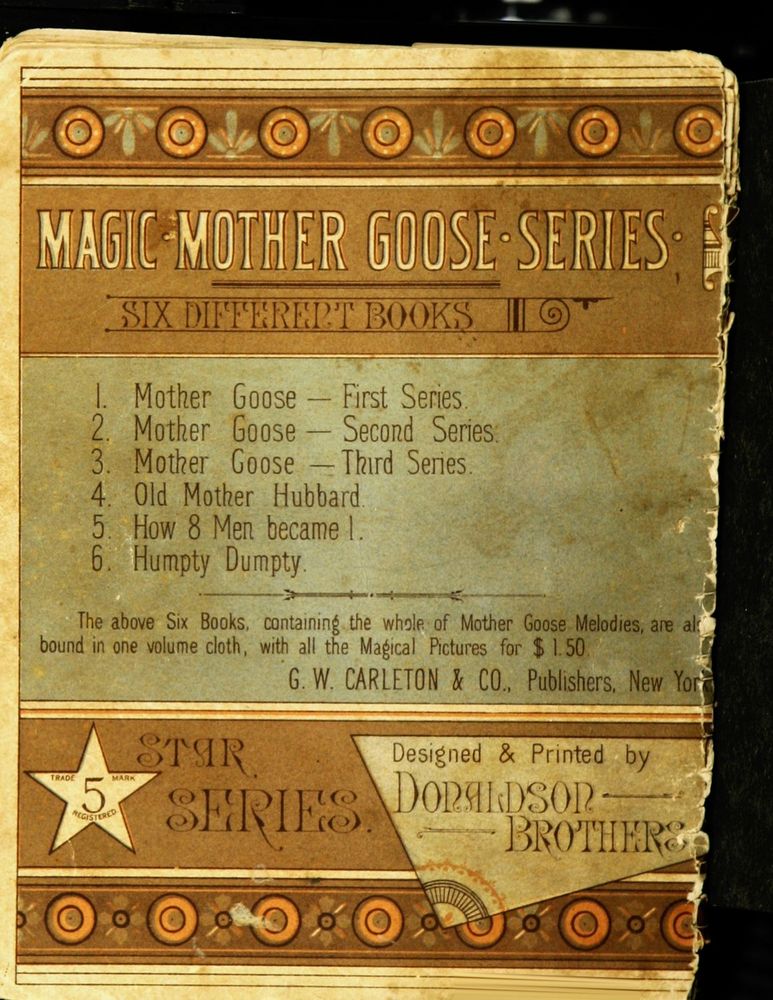 MAGIC·MOTHER GOOSE·SERIES·
SIX DIFFERENT BOOKS
1. Mother Goose — First Series.
2. Mother Goose — Second Series.
3. Mother Goose — Third Series.
4. Old Mother Hubbard.
5. How 8 Men became 1.
6. Humpty Dumpty.
The above Six Books, containing the whole of Mother Goose Melodies, are al
bound in one volume cloth, with all the Magical Pictures for $1.50.
G. W. CARLETON & CO., Publishers, New Yor
STAR
SERIES.
TRADE MARK
5
REGISTERED
Designed & Printed by
DONALDSON
BROTHERS